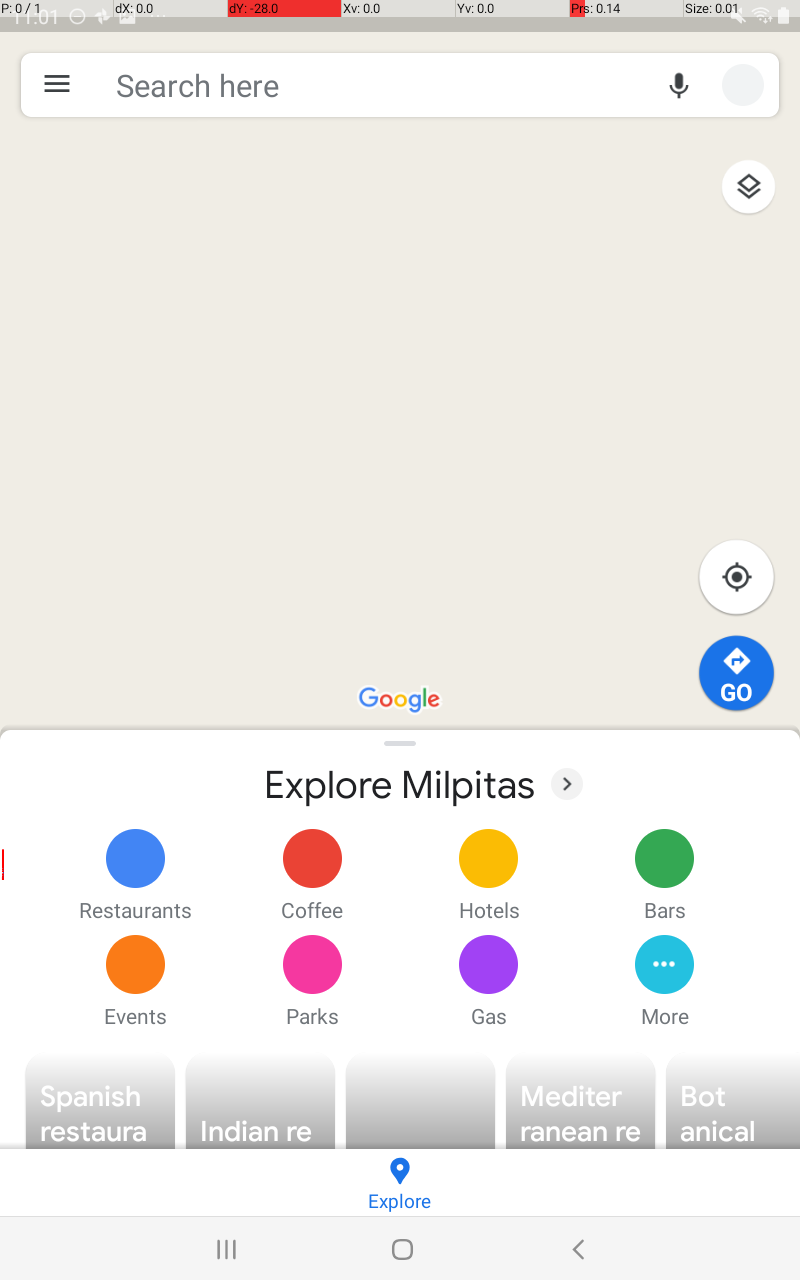 P: 0 / 1 dX: 0.0 dY: -28.0 Xv: 0.0 Yv: 0.0 Prs: 0.14 Size: 0.01
11:01
Search here
GO
Google
Explore Milpitas
Restaurants Coffee Hotels Bars
Events Parks Gas More
Spanish
restaura
Indian re
Mediter
ranean re
Bot
anical
Explore